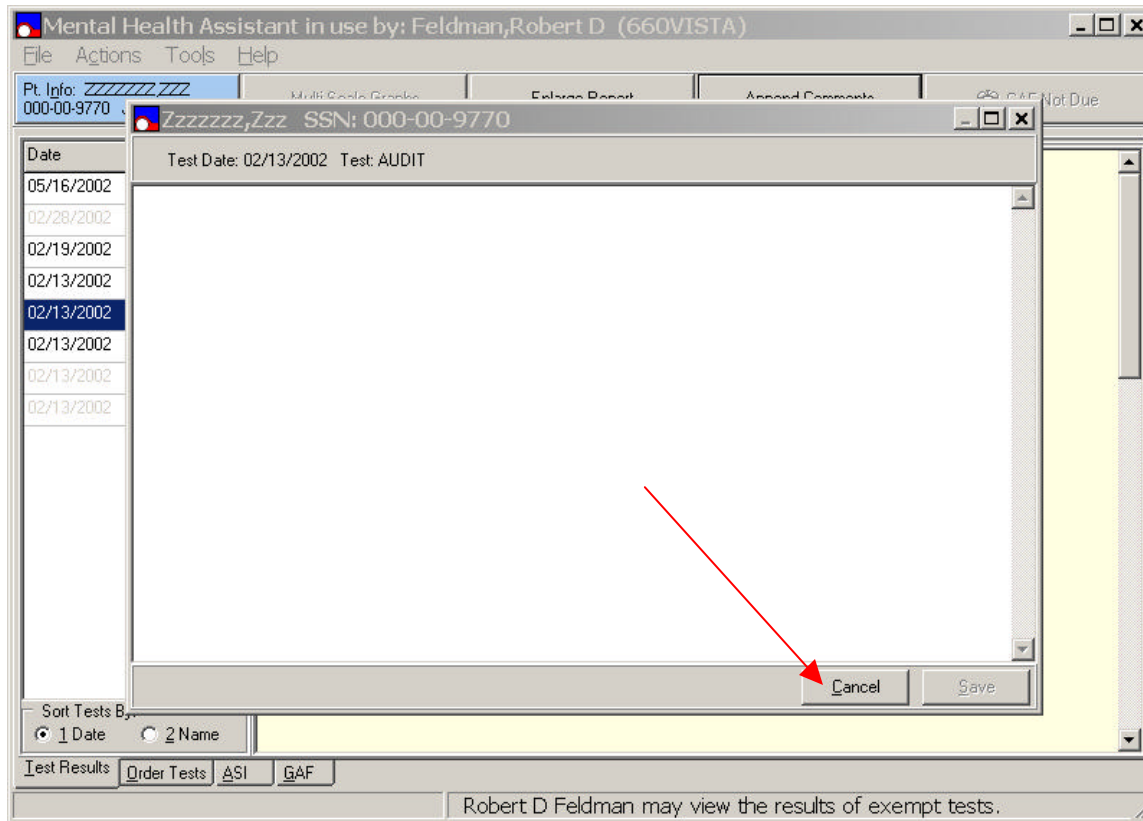 Mental Health Assistant in use by: Feldman,Robert D (660VISTA)
File Actions Tools Help
Pt. Info: ZZZZZZZ,ZZZ
000-00-9770
Multi Scale Graphs Enlarge Report Append Comments GAF Not Due
Zzzzzzz,Zzz SSN: 000-00-9770
Test Date: 02/13/2002 Test: AUDIT
Date
05/16/2002
02/28/2002
02/19/2002
02/13/2002
02/13/2002
02/13/2002
02/13/2002
02/13/2002
Cancel Save
Sort Tests By:
1 Date 2 Name
Test Results Order Tests ASI GAF
Robert D Feldman may view the results of exempt tests.